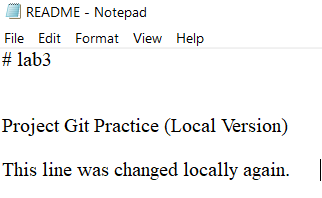 README - Notepad
File Edit Format View Help
# lab3
Project Git Practice (Local Version)
This line was changed locally again.